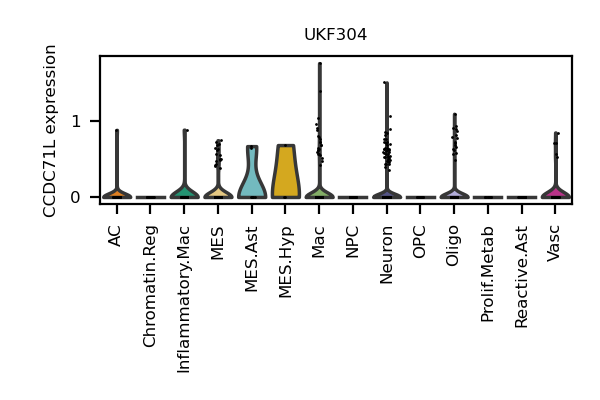 UKF304
CCDC71L expression
1
0
AC
Chromatin.Reg
Inflammatory.Mac
MES
MES.Ast
MES.Hyp
Mac
NPC
Neuron
OPC
Oligo
Prolif.Metab
Reactive.Ast
Vasc